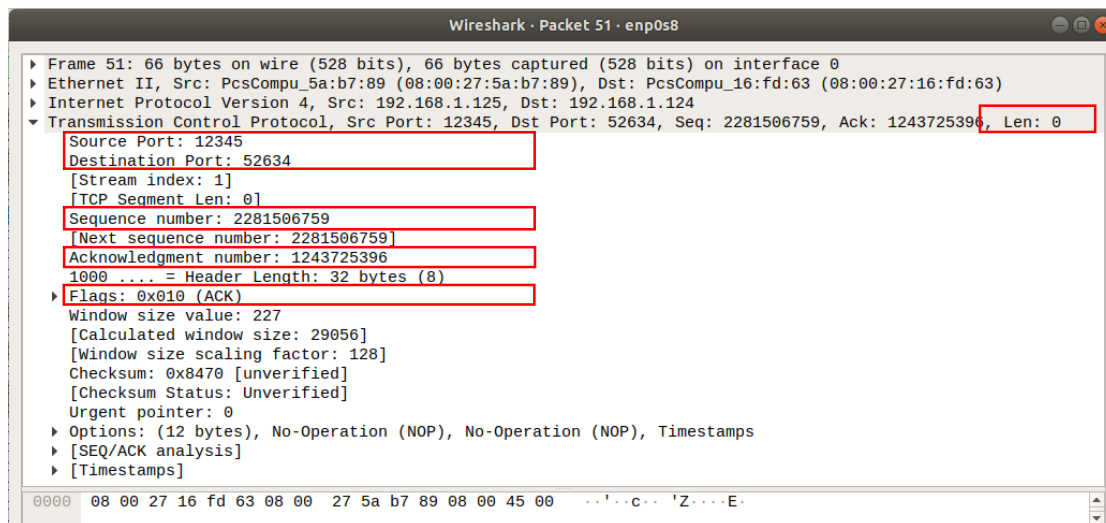 Wireshark · Packet 51 · enp0s8
Frame 51: 66 bytes on wire (528 bits), 66 bytes captured (528 bits) on interface 0
Ethernet II, Src: PcsCompu_5a:b7:89 (08:00:27:5a:b7:89), Dst: PcsCompu_16:fd:63 (08:00:27:16:fd:63)
Internet Protocol Version 4, Src: 192.168.1.125, Dst: 192.168.1.124
Transmission Control Protocol, Src Port: 12345, Dst Port: 52634, Seq: 2281506759, Ack: 1243725396, Len: 0
Source Port: 12345
Destination Port: 52634
[Stream index: 1]
[TCP Segment Len: 0]
Sequence number: 2281506759
[Next sequence number: 2281506759]
Acknowledgment number: 1243725396
1000 .... = Header Length: 32 bytes (8)
Flags: 0x010 (ACK)
Window size value: 227
[Calculated window size: 29056]
[Window size scaling factor: 128]
Checksum: 0x8470 [unverified]
[Checksum Status: Unverified]
Urgent pointer: 0
Options: (12 bytes), No-Operation (NOP), No-Operation (NOP), Timestamps
[SEQ/ACK analysis]
[Timestamps]
0000 08 00 27 16 fd 63 08 00 27 5a b7 89 08 00 45 00 ··'··c·· 'Z····E·